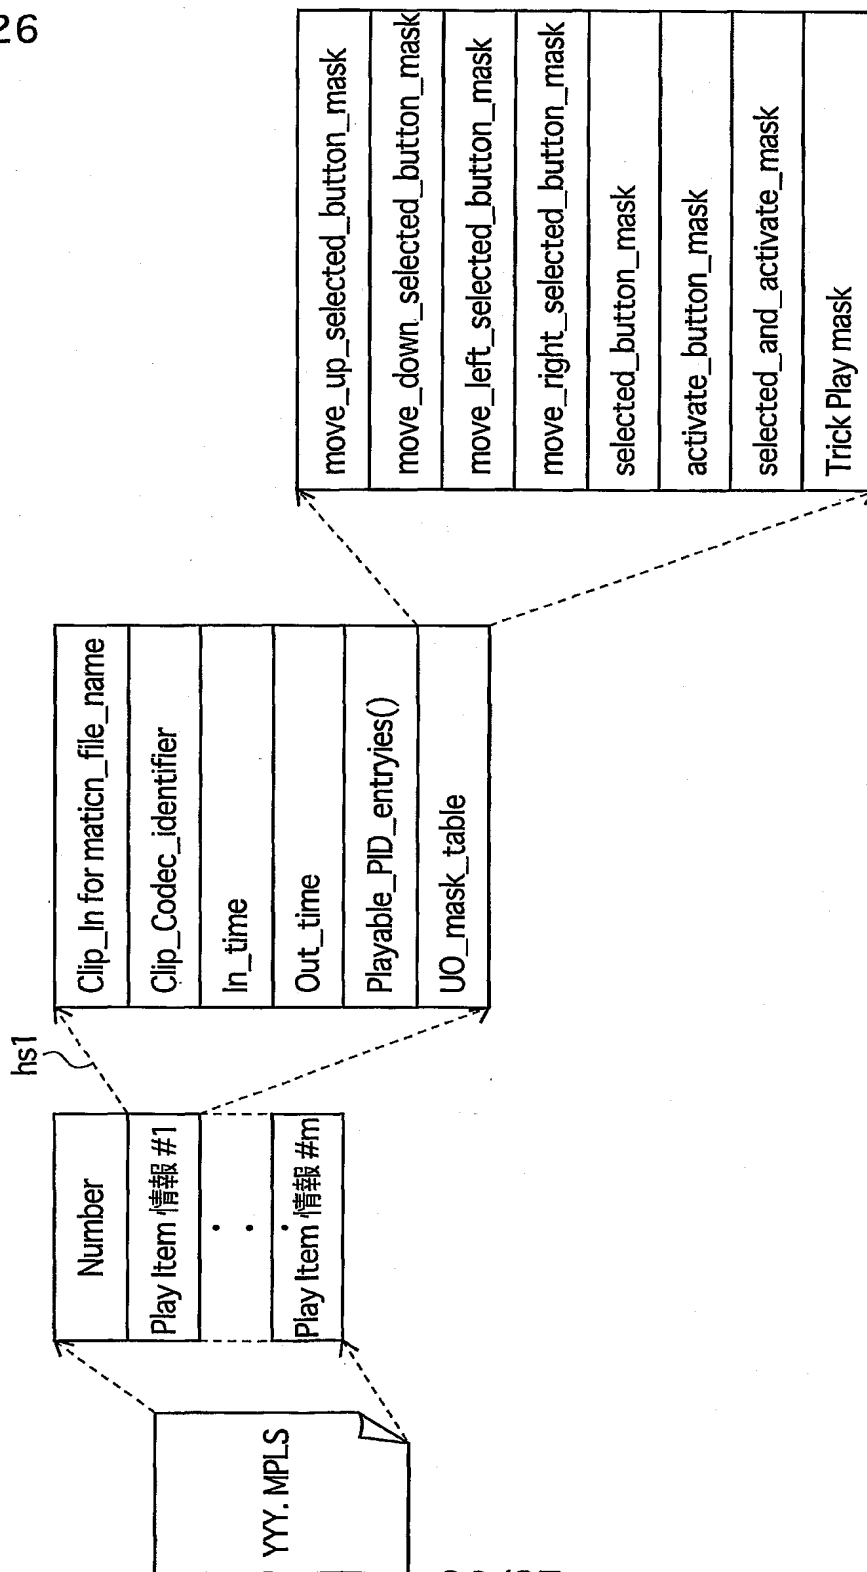 26
YYY. MPLS
Number
Play Item 情報 #1
Play Item 情報 #m
hs1
Clip_In for maticn_file_name
Clip_Codec_identifier
In_time
Out_time
Playable_PID_entryies()
UO_mask_table
move_up_selected_button_mask
move_down_selected_button_mask
move_left_selected_button_mask
move_right_selected_button_mask
selected_button_mask
activate_button_mask
selected_and_activate_mask
Trick Play mask